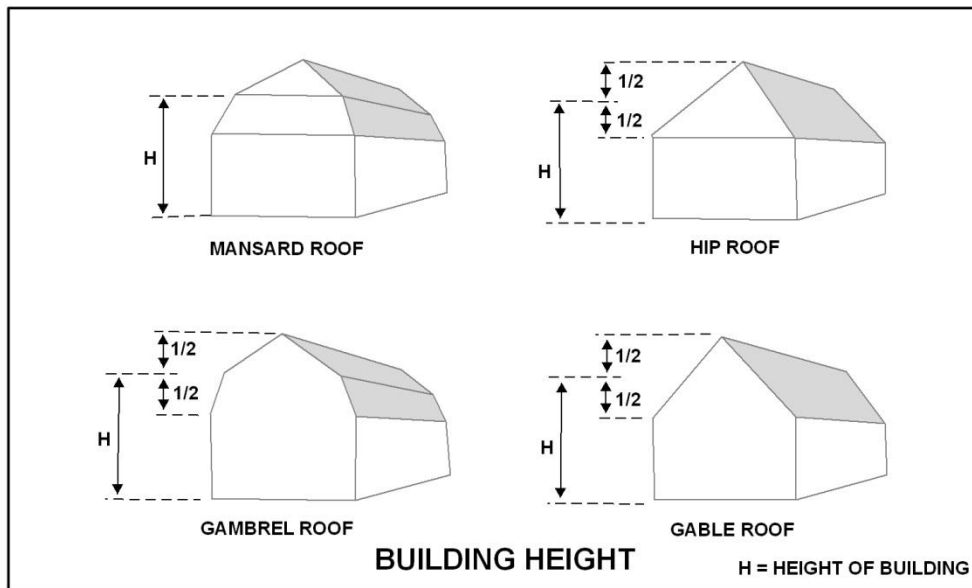 1/2
1/2
H
H
MANSARD ROOF
HIP ROOF
1/2
1/2
1/2
1/2
H
H
GAMBREL ROOF
GABLE ROOF
BUILDING HEIGHT
H = HEIGHT OF BUILDING